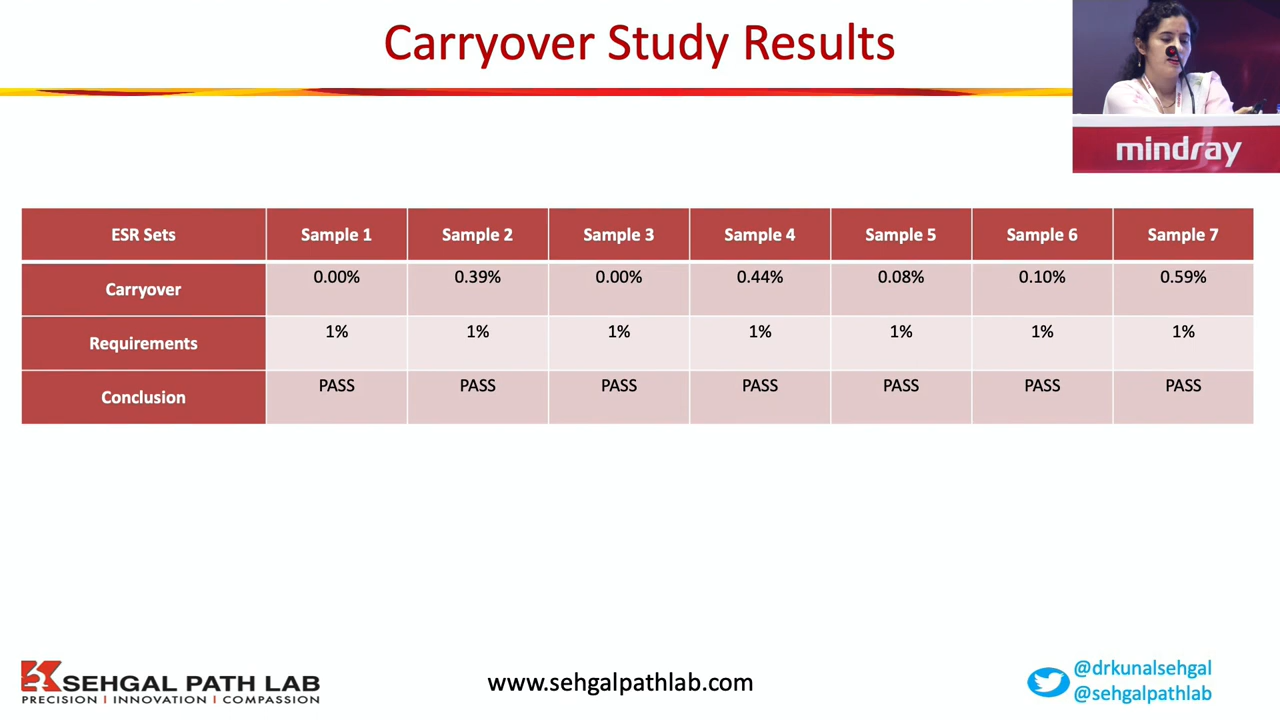 Carryover Study Results
mindray
ESR Sets Sample 1 Sample 2 Sample 3 Sample 4 Sample 5 Sample 6 Sample 7
Carryover 0.00% 0.39% 0.00% 0.44% 0.08% 0.10% 0.59%
Requirements 1% 1% 1% 1% 1% 1% 1%
Conclusion PASS PASS PASS PASS PASS PASS PASS
SEHGAL PATH LAB
PRECISION | INNOVATION | COMPASSION
www.sehgalpathlab.com
@drkunalsehgal
@sehgalpathlab